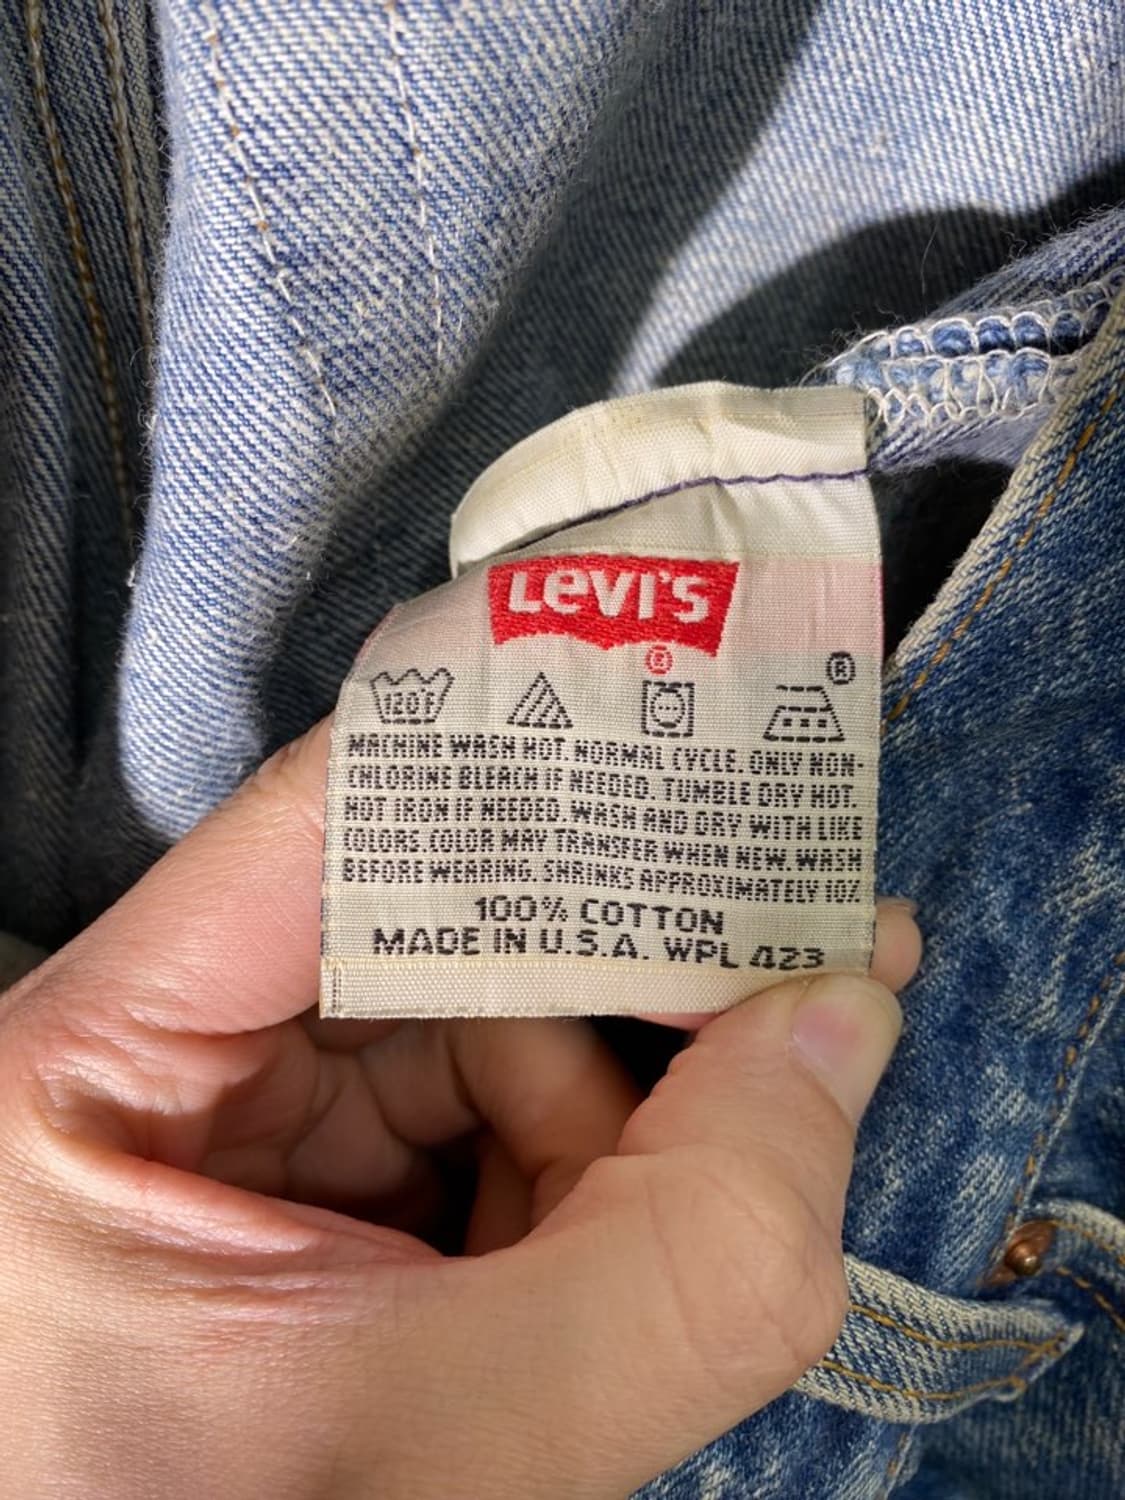 LEVI'S
®
®
120°F
MACHINE WASH HOT NORMAL CYCLE. ONLY NON-
CHLORINE BLEACH IF NEEDED. TUMBLE DRY HOT.
HOT IRON IF NEEDED. WASH AND DRY WITH LIKE
COLORS. COLOR MAY TRANSFER WHEN NEW. WASH
BEFORE WEARING. SHRINKS APPROXIMATELY 10%
100% COTTON
MADE IN U.S.A. WPL 423